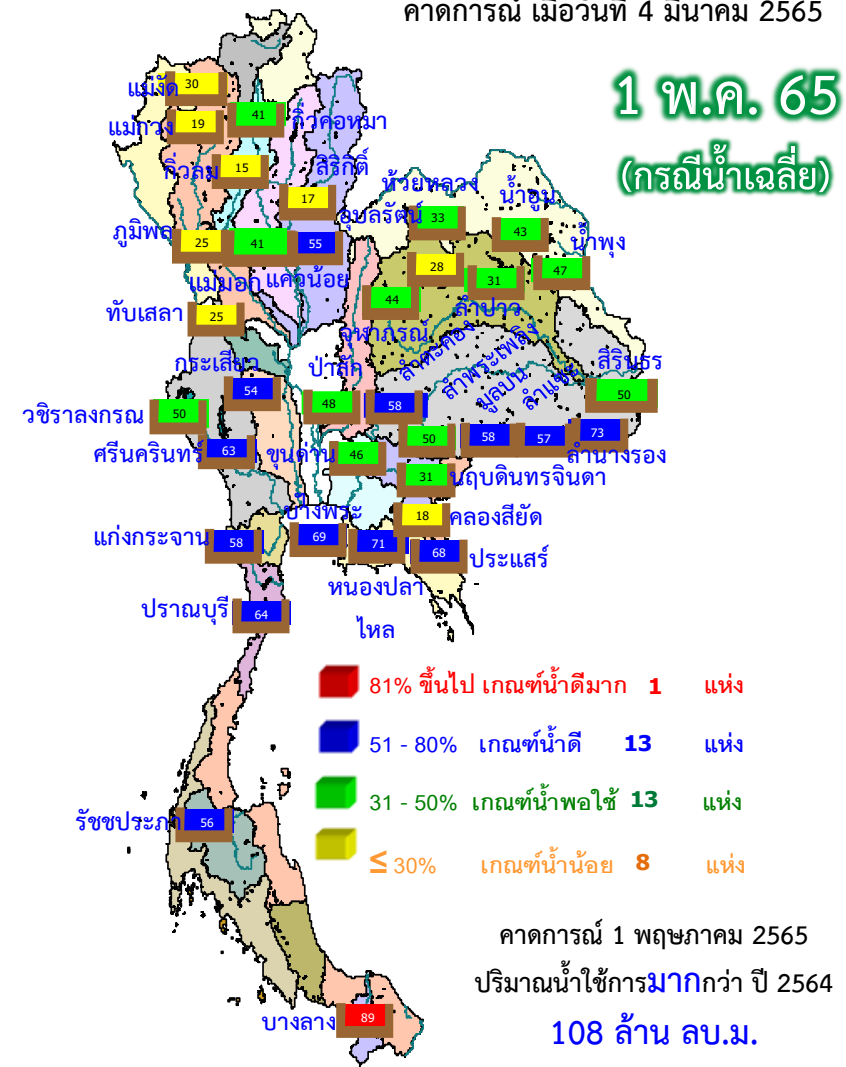 คาดการณ์ เมื่อวันที่ 4 มีนาคม 2565
1 พ.ค. 65
(กรณีน้ำเฉลี่ย)
แม่งัด 30
แม่กวง 19 41 กิ่วคอหมา
กิ่วลม 15 สิริกิติ์
17
ห้วยหลวง น้ำอูน
อุบลรัตน์ 33 43
ภูมิพล 25 41 55 น้ำพุง
28 31 47
แม่มอก แควน้อย
44 ลำปาว
ทับเสลา 25 จุฬาภรณ์
ลำตะคอง ลำพระเพลิง มูลบน ลำแชะ
กระเสียว ป่าสัก สิรินธร
54 50
วชิราลงกรณ 50 48 58
ศรีนครินทร์ 63 ขุนด่าน 46 50 58 57 73
ลำนางรอง
31 นฤบดินทรจินดา
บางพระ 18 คลองสียัด
แก่งกระจาน 58 69 71 68 ประแสร์
หนองปลา
ไหล
ปราณบุรี 64
81% ขึ้นไป เกณฑ์น้ำดีมาก 1 แห่ง
51 - 80% เกณฑ์น้ำดี 13 แห่ง
31 - 50% เกณฑ์น้ำพอใช้ 13 แห่ง
รัชชประภา 56
≤ 30% เกณฑ์น้ำน้อย 8 แห่ง
คาดการณ์ 1 พฤษภาคม 2565
ปริมาณน้ำใช้การมากกว่า ปี 2564
108 ล้าน ลบ.ม.
บางลาง 89